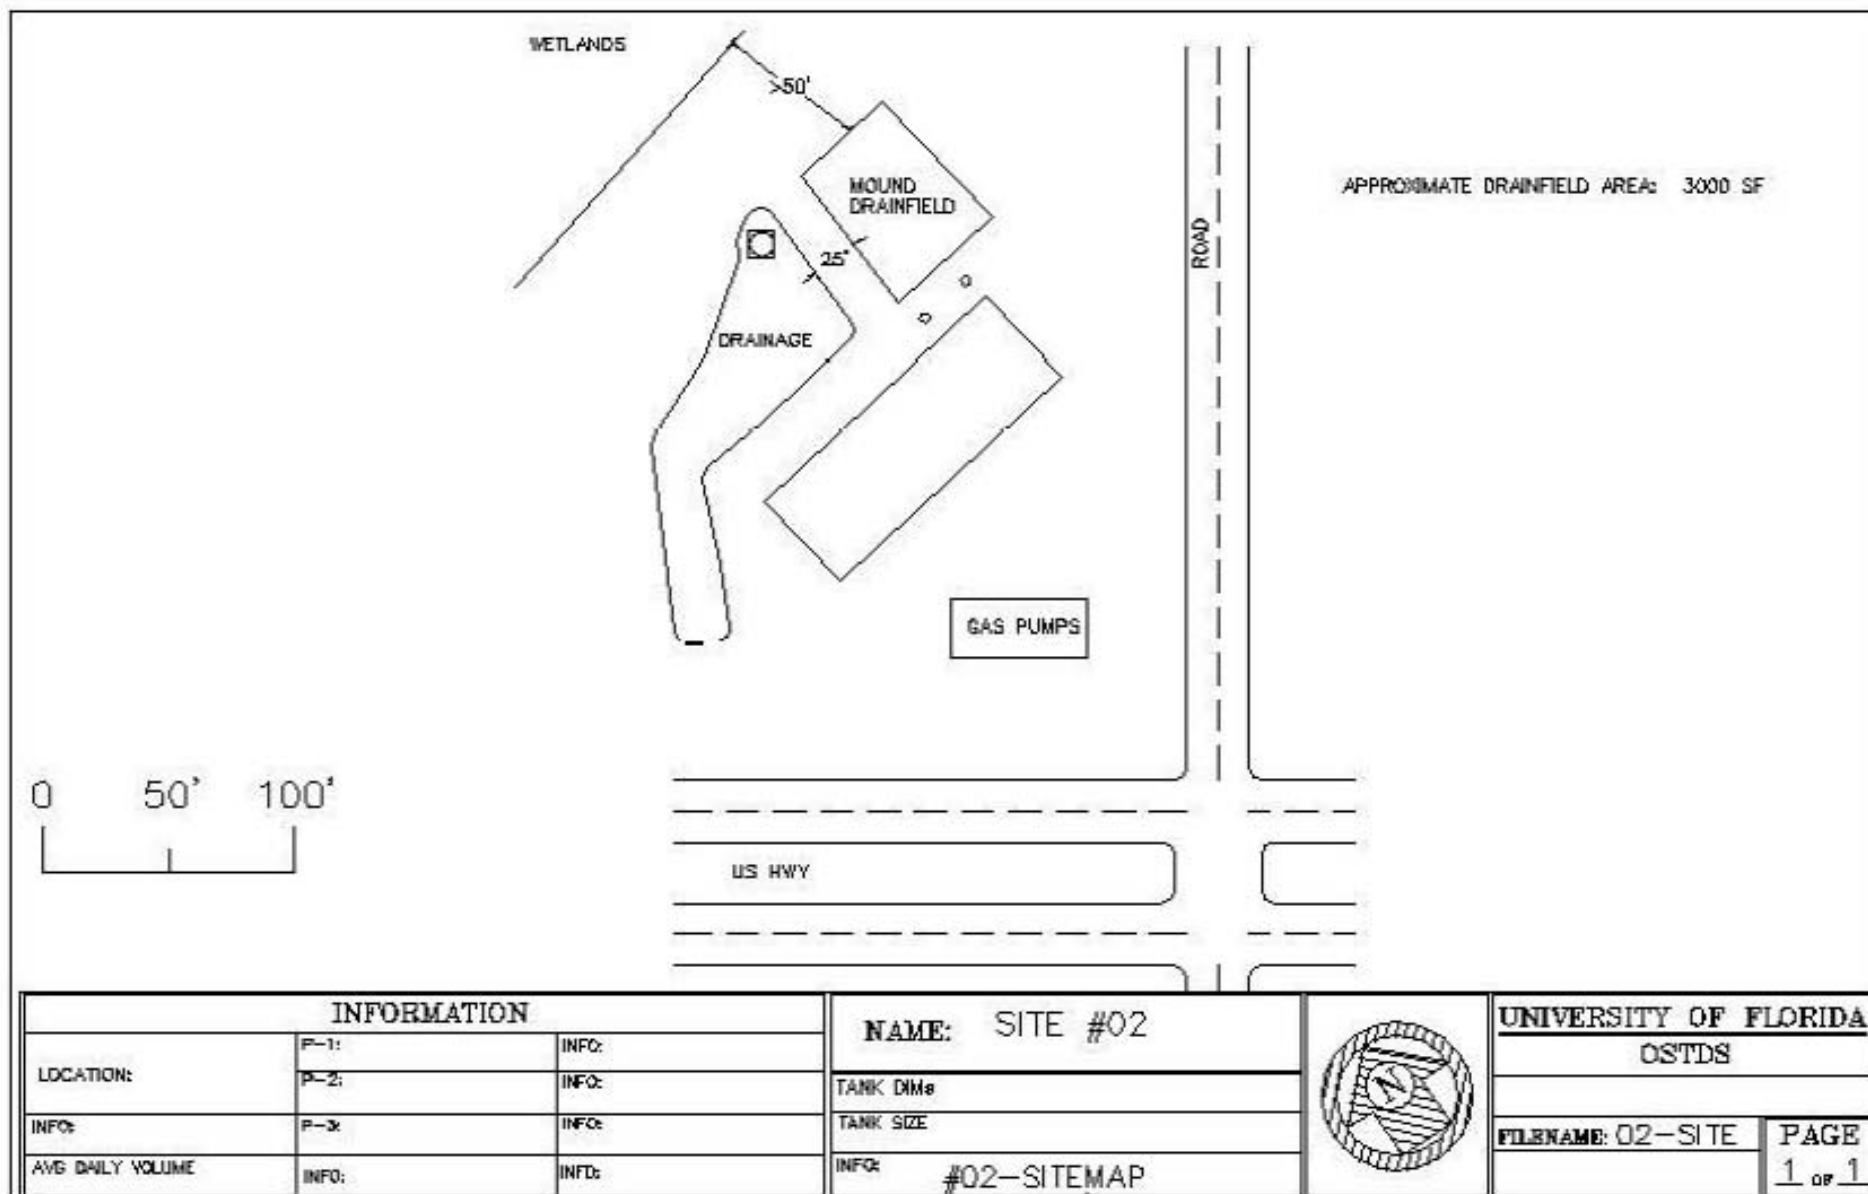 WETLANDS
>50'
MOUND
DRAINFIELD
APPROXIMATE DRAINFIELD AREA: 3000 SF
ROAD
25'
DRAINAGE
GAS PUMPS
0 50' 100'
US HWY
INFORMATION
LOCATION:
P-1: INFO:
P-2: INFO:
INFO: P-3: INFO:
AVG DAILY VOLUME INFO: INFO:
NAME: SITE #02
TANK DIMs
TANK SIZE
INFO: #02-SITEMAP
N
UNIVERSITY OF FLORIDA
OSTDS
FILENAME: 02-SITE
PAGE
1 OF 1